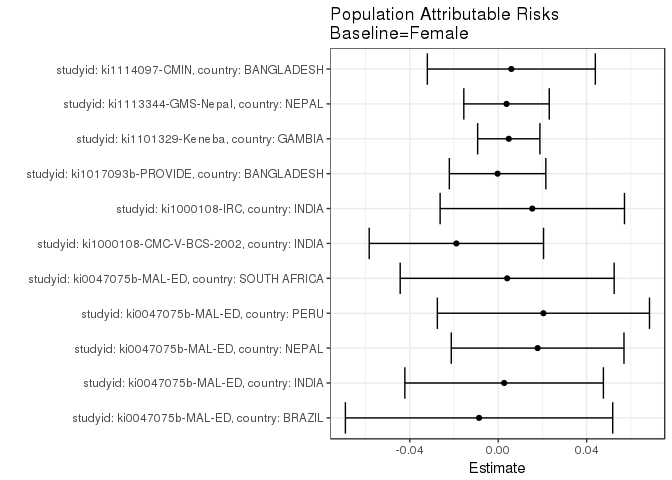 Population Attributable Risks
Baseline=Female
studyid: ki1114097-CMIN, country: BANGLADESH
studyid: ki1113344-GMS-Nepal, country: NEPAL
studyid: ki1101329-Keneba, country: GAMBIA
studyid: ki1017093b-PROVIDE, country: BANGLADESH
studyid: ki1000108-IRC, country: INDIA
studyid: ki1000108-CMC-V-BCS-2002, country: INDIA
studyid: ki0047075b-MAL-ED, country: SOUTH AFRICA
studyid: ki0047075b-MAL-ED, country: PERU
studyid: ki0047075b-MAL-ED, country: NEPAL
studyid: ki0047075b-MAL-ED, country: INDIA
studyid: ki0047075b-MAL-ED, country: BRAZIL
-0.04 0.00 0.04
Estimate